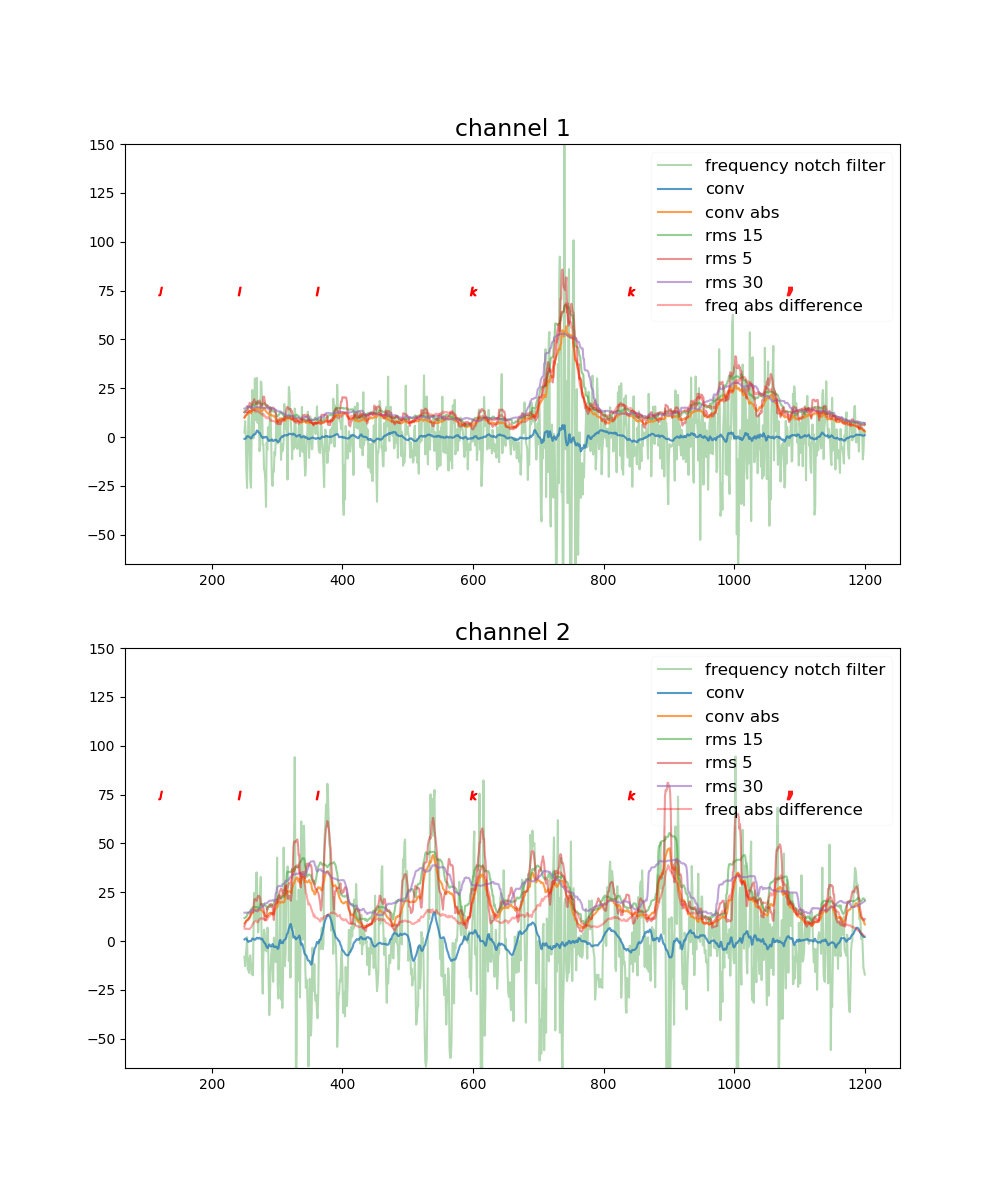 channel 1
150
125
100
75
50
25
0
−25
−50
frequency notch filter
conv
conv abs
rms 15
rms 5
rms 30
freq abs difference
l l k k
200 400 600 800 1000 1200
channel 2
150
125
100
75
50
25
0
−25
−50
frequency notch filter
conv
conv abs
rms 15
rms 5
rms 30
freq abs difference
l l k k
200 400 600 800 1000 1200